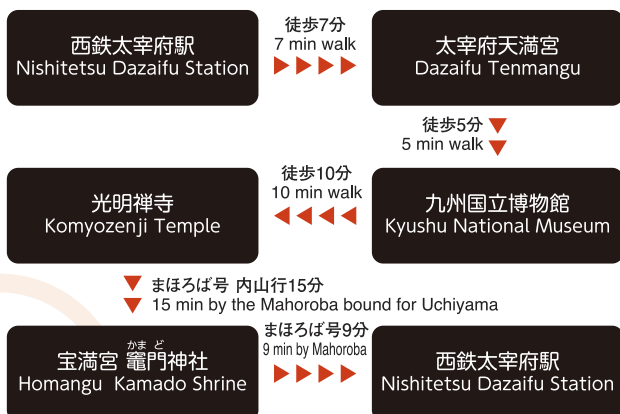 西鉄太宰府駅
Nishitetsu Dazaifu Station
徒歩7分
7 min walk
太宰府天満宮
Dazaifu Tenmangu
徒歩5分
5 min walk
九州国立博物館
Kyushu National Museum
徒歩10分
10 min walk
光明禅寺
Komyozenji Temple
まほろば号 内山行15分
15 min by the Mahoroba bound for Uchiyama
かま ど
宝満宮 竈門神社
Homangu Kamado Shrine
まほろば号9分
9 min by Mahoroba
西鉄太宰府駅
Nishitetsu Dazaifu Station